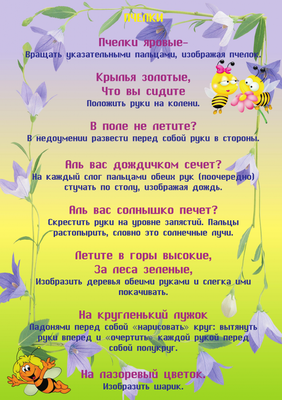 ПЧЕЛКИ
Пчелки яровые-
Вращать указательными пальцами, изображая пчелок.
Крылья золотые,
Что вы сидите
Положить руки на колени.
В поле не летите?
В недоумении развести перед собой руки в стороны.
Аль вас дождичком сечет?
На каждый слог пальцами обеих рук (поочередно)
стучать по столу, изображая дождь.
Аль вас солнышко печет?
Скрестить руки на уровне запястий. Пальцы
растопырить, словно это солнечные лучи.
Летите в горы высокие,
За леса зеленые,
Изобразить деревья обеими руками и слегка ими
покачивать.
На кругленький лужок
Ладонями перед собой «нарисовать» круг: вытянуть
руки вперед и «очертить» каждой рукой перед
собой полукруг.
На лазоревый цветок.
Изобразить шарик.